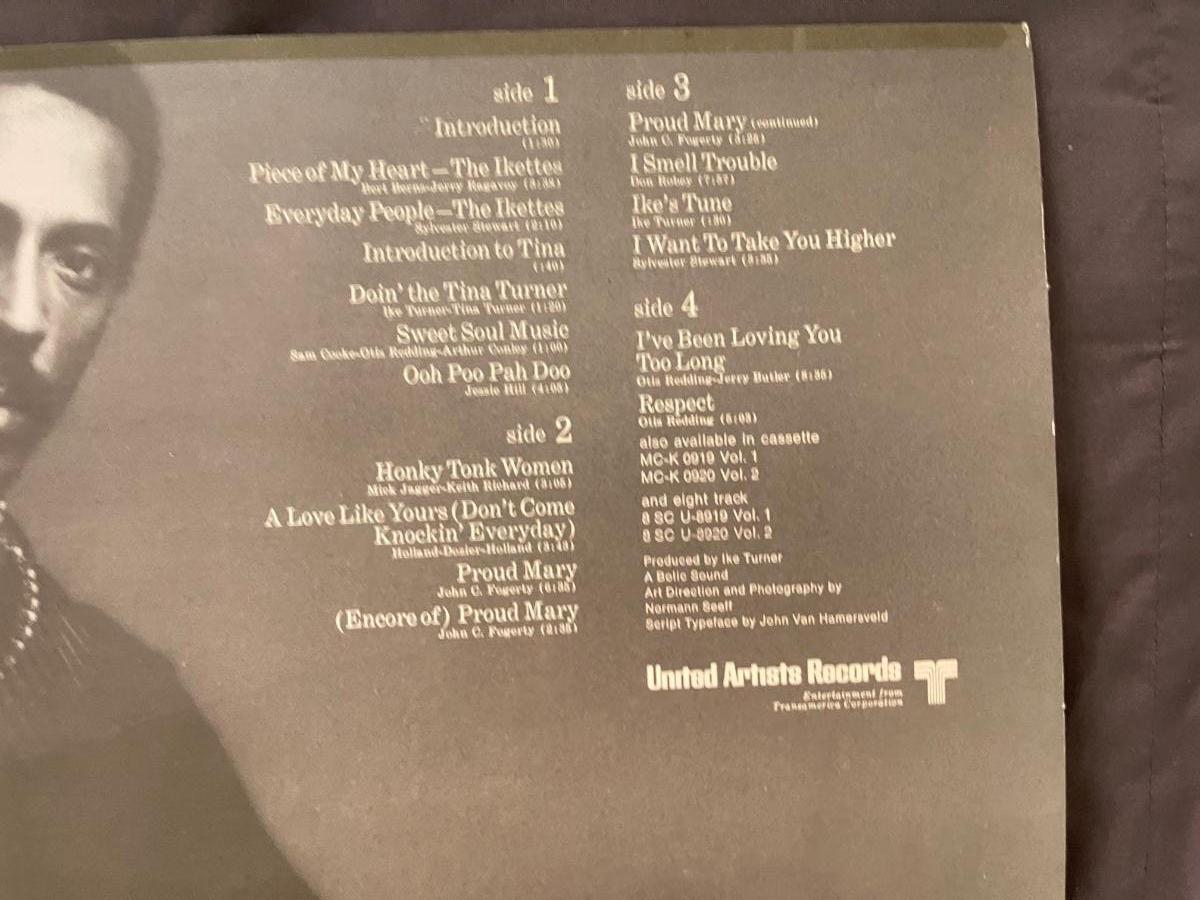 side 1
Introduction
(1:30)
Piece of My Heart—The Ikettes
Bert Berns-Jerry Ragavoy (3:38)
Everyday People—The Ikettes
Sylvester Stewart (2:10)
Introduction to Tina
(:40)
Doin' the Tina Turner
Ike Turner-Tina Turner (1:20)
Sweet Soul Music
Sam Cooke-Otis Redding-Arthur Conley (1:00)
Ooh Poo Pah Doo
Jessie Hill (4:05)
side 2
Honky Tonk Women
Mick Jagger-Keith Richard (3:05)
A Love Like Yours (Don't Come
Knockin' Everyday)
Holland-Dozier-Holland (3:43)
Proud Mary
John C. Fogerty (6:35)
(Encore of) Proud Mary
John C. Fogerty (2:35)
side 3
Proud Mary (continued)
John C. Fogerty (3:25)
I Smell Trouble
Don Robey (7:57)
Ike's Tune
Ike Turner (:30)
I Want To Take You Higher
Sylvester Stewart (3:35)
side 4
I've Been Loving You
Too Long
Otis Redding-Jerry Butler (8:35)
Respect
Otis Redding (5:03)
also available in cassette
MC-K 0919 Vol. 1
MC-K 0920 Vol. 2
and eight track
8 SC U-8919 Vol. 1
8 SC U-8920 Vol. 2
Produced by Ike Turner
A Bolic Sound
Art Direction and Photography by
Normann Seeff
Script Typeface by John Van Hamersveld
United Artists Records
Entertainment from
Transamerica Corporation